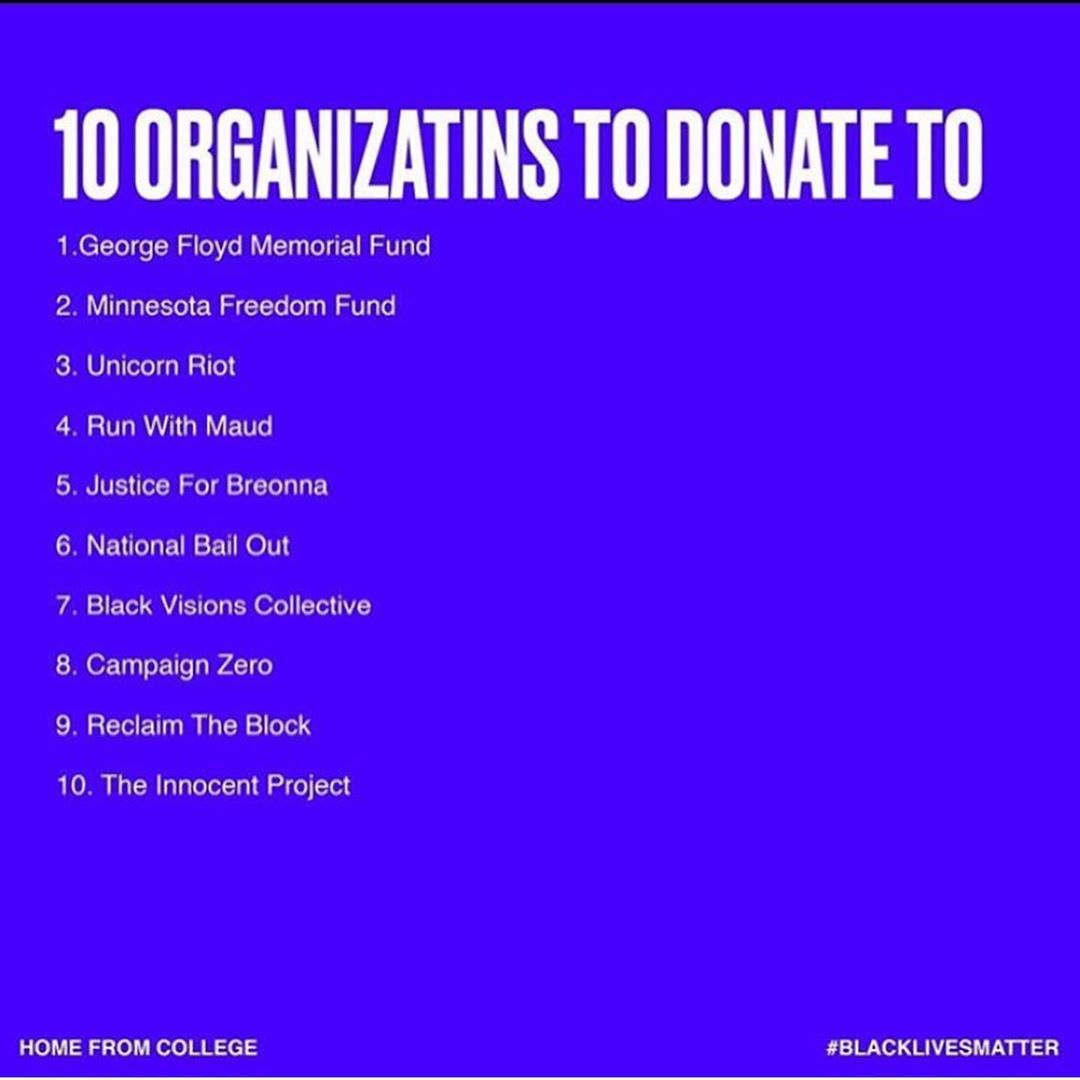 10 ORGANIZATINS TO DONATE TO
1.George Floyd Memorial Fund
2. Minnesota Freedom Fund
3. Unicorn Riot
4. Run With Maud
5. Justice For Breonna
6. National Bail Out
7. Black Visions Collective
8. Campaign Zero
9. Reclaim The Block
10. The Innocent Project
HOME FROM COLLEGE
#BLACKLIVESMATTER